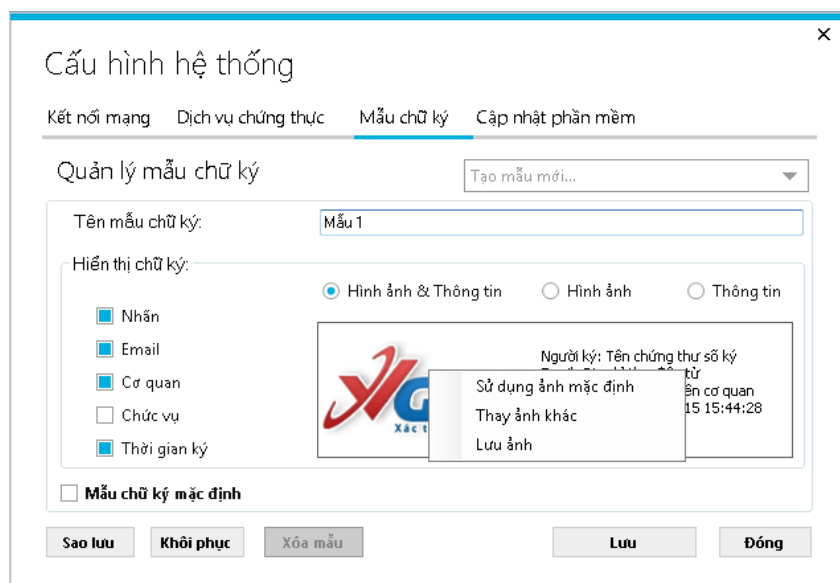 Cấu hình hệ thống
Kết nối mạng Dịch vụ chứng thực Mẫu chữ ký Cập nhật phần mềm
Quản lý mẫu chữ ký Tạo mẫu mới...
Tên mẫu chữ ký: Mẫu 1
Hiển thị chữ ký:
Hình ảnh & Thông tin Hình ảnh Thông tin
Nhãn
Email
Cơ quan
Chức vụ
Thời gian ký
Người ký: Tên chứng thư số ký
Xác
cơ quan
15 15:44:28
Sử dụng ảnh mặc định
Thay ảnh khác
Lưu ảnh
Mẫu chữ ký mặc định
Sao lưu Khôi phục Xóa mẫu Lưu Đóng